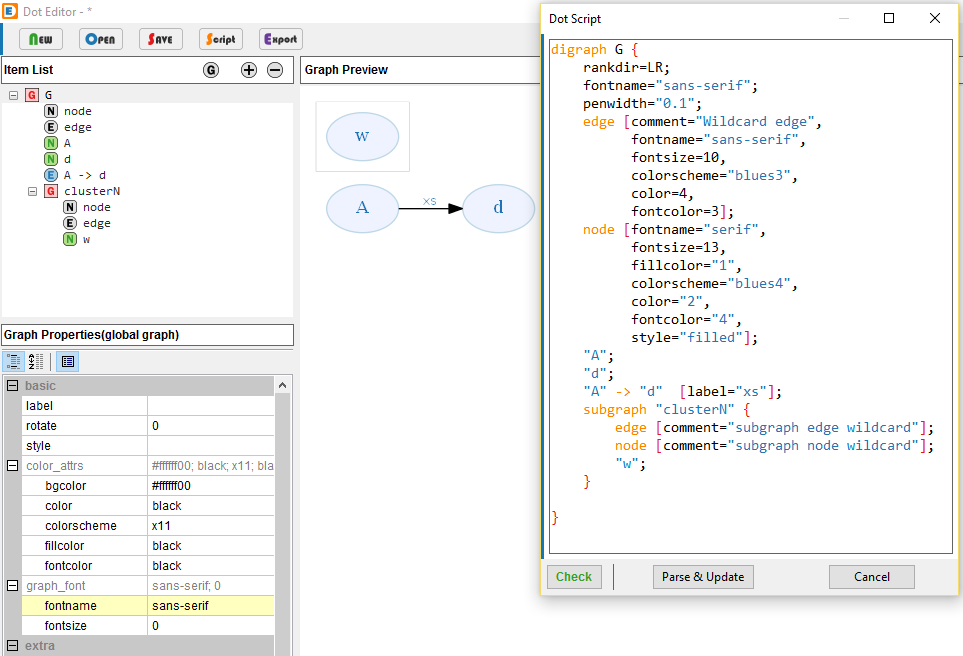 Dot Editor - *
New
Open
Save
Script
Export
Item List
G
G G
N node
E edge
N A
N d
E A -> d
G clusterN
N node
E edge
N w
Graph Properties(global graph)
basic
label
rotate 0
style
color_attrs #ffffff00; black; x11; bla
bgcolor #ffffff00
color black
colorscheme x11
fillcolor black
fontcolor black
graph_font sans-serif; 0
fontname sans-serif
fontsize 0
extra
Graph Preview
w
A xs d
Dot Script
digraph G {
    rankdir=LR;
    fontname="sans-serif";
    penwidth="0.1";
    edge [comment="Wildcard edge",
          fontname="sans-serif",
          fontsize=10,
          colorscheme="blues3",
          color=4,
          fontcolor=3];
    node [fontname="serif",
          fontsize=13,
          fillcolor="1",
          colorscheme="blues4",
          color="2",
          fontcolor="4",
          style="filled"];
    "A";
    "d";
    "A" -> "d"  [label="xs"];
    subgraph "clusterN" {
        edge [comment="subgraph edge wildcard"];
        node [comment="subgraph node wildcard"];
        "w";
    }
}
Check
Parse & Update
Cancel